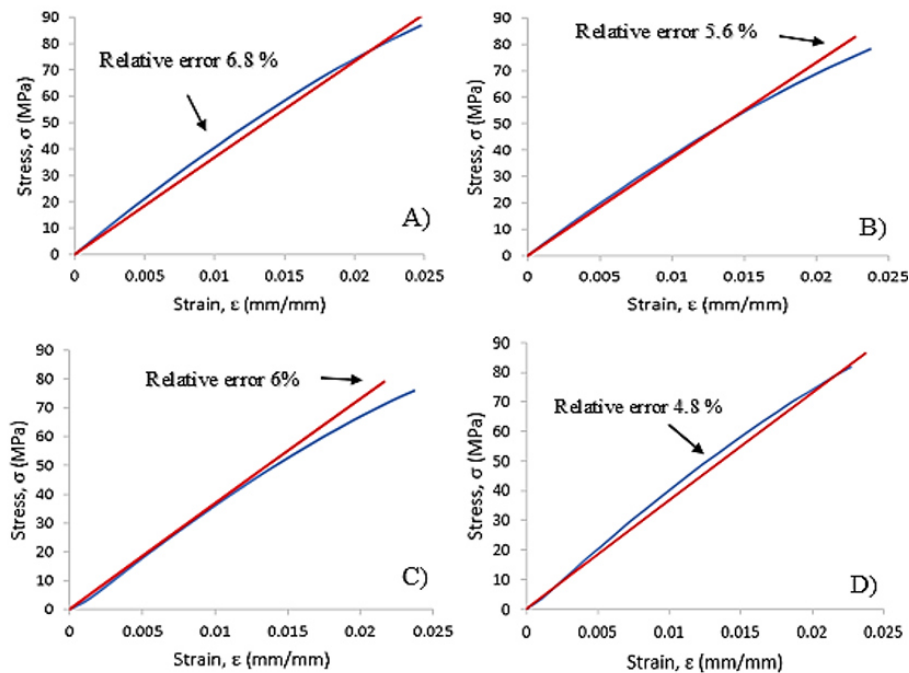 90
80
70
60
50
40
30
20
10
0
Stress, σ (MPa)
Relative error 6.8 %
A)
0 0.005 0.01 0.015 0.02 0.025
Strain, ε (mm/mm)
90
80
70
60
50
40
30
20
10
0
Stress, σ (MPa)
Relative error 5.6 %
B)
0 0.005 0.01 0.015 0.02 0.025
Strain, ε (mm/mm)
90
80
70
60
50
40
30
20
10
0
Stress, σ (MPa)
Relative error 6%
C)
0 0.005 0.01 0.015 0.02 0.025
Strain, ε (mm/mm)
90
80
70
60
50
40
30
20
10
0
Stress, σ (MPa)
Relative error 4.8 %
D)
0 0.005 0.01 0.015 0.02 0.025
Strain, ε (mm/mm)